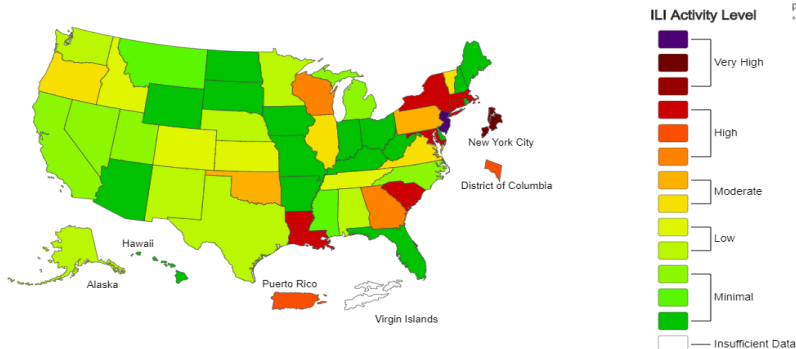 ILI Activity Level
Very High
High
Moderate
Low
Minimal
Insufficient Data
New York City
District of Columbia
Hawaii
Alaska
Puerto Rico
Virgin Islands